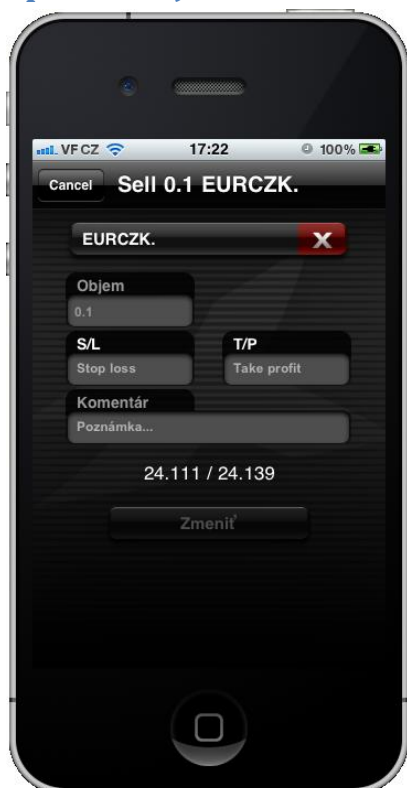 VF CZ 17:22 100%
Cancel Sell 0.1 EURCZK.
EURCZK. X
Objem
0.1
S/L T/P
Stop loss Take profit
Komentár
Poznámka...
24.111 / 24.139
Zmeniť